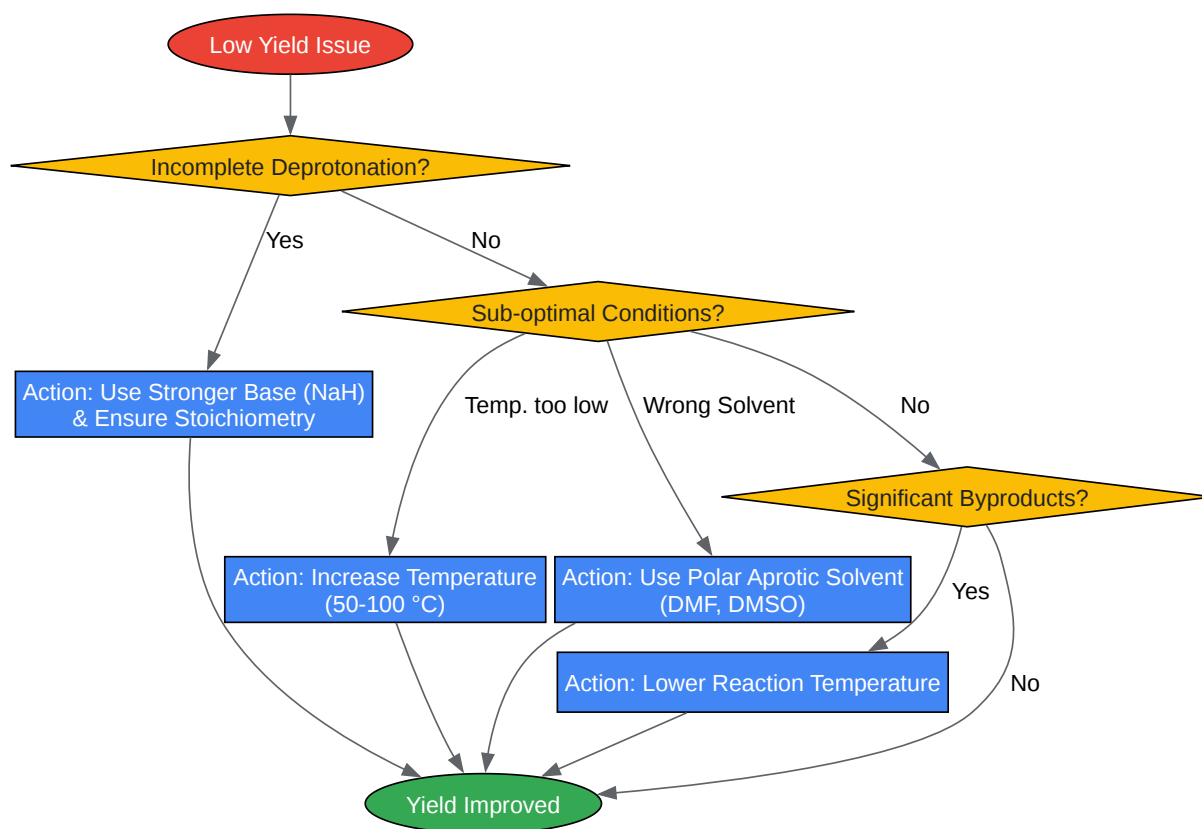 Low Yield Issue
Incomplete Deprotonation?
Yes
No
Sub-optimal Conditions?
Action: Use Stronger Base (NaH)
& Ensure Stoichiometry
Temp. too low
Wrong Solvent
No
Significant Byproducts?
Action: Increase Temperature
(50-100 °C)
Action: Use Polar Aprotic Solvent
(DMF, DMSO)
Yes
Action: Lower Reaction Temperature
No
Yield Improved